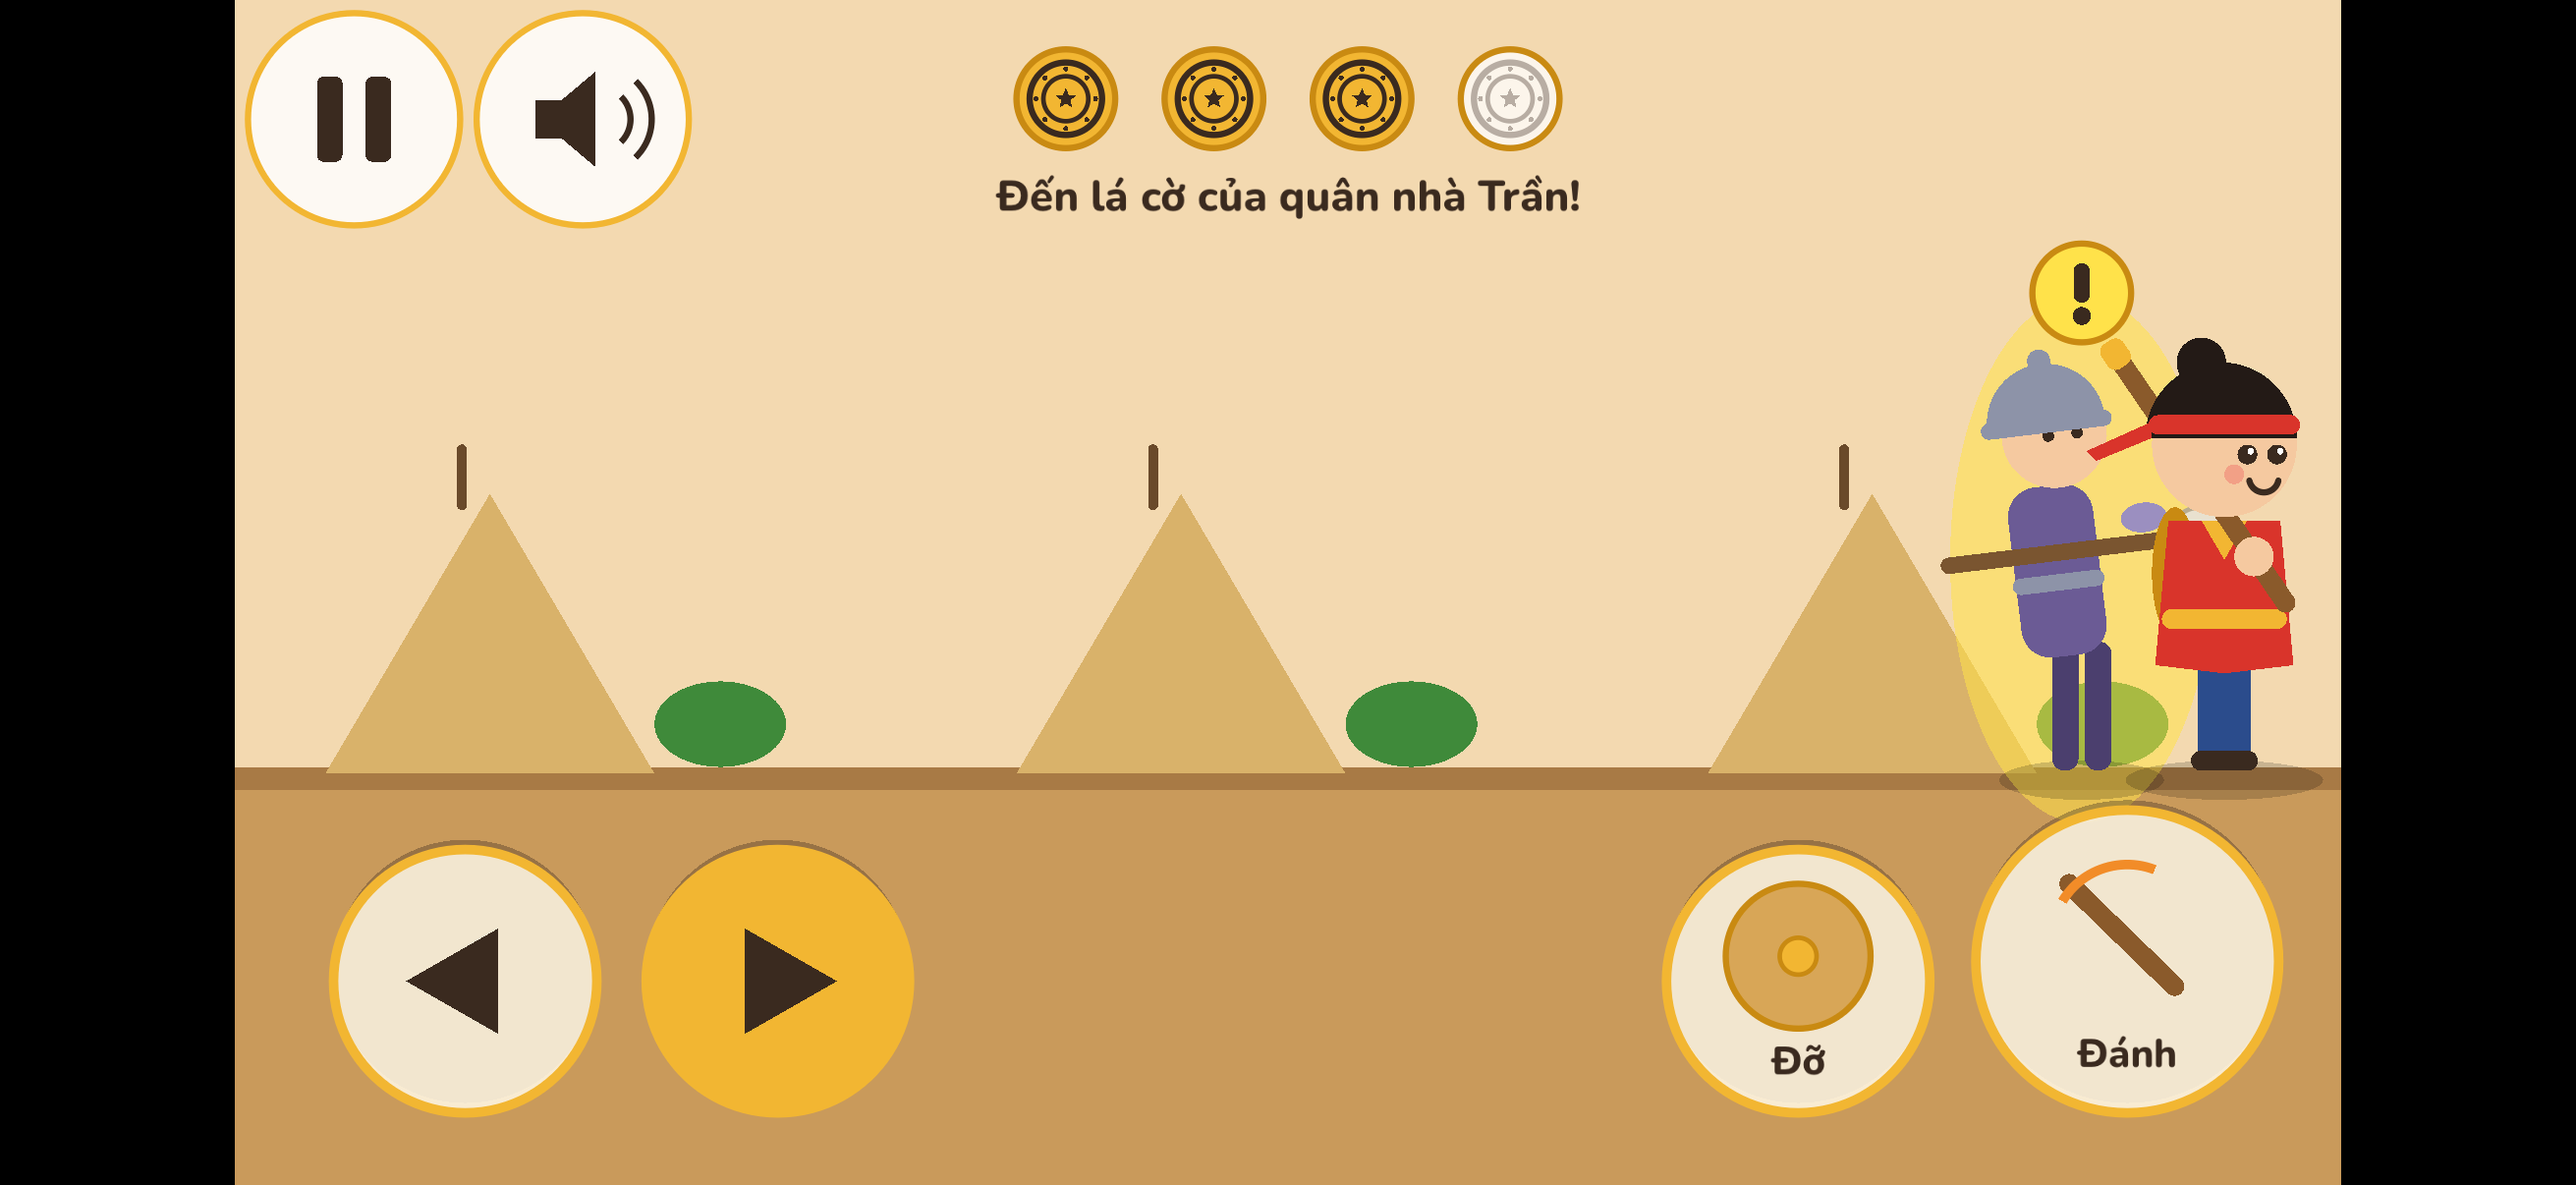 Đến lá cờ của quân nhà Trần!
Đỡ
Đánh